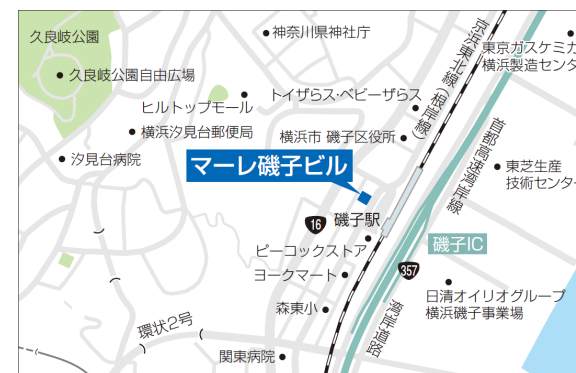 久良岐公園
神奈川県神社庁
京浜東北線(根岸線)
東京ガスケミカ
横浜製造センタ
久良岐公園自由広場
トイザらス・ベビーザらス
ヒルトップモール
横浜汐見台郵便局
横浜市 磯子区役所
首都高速湾岸線
汐見台病院
マーレ磯子ビル
東芝生産
技術センター
16
磯子駅
ピーコックストア
磯子IC
ヨークマート
357
日清オイリオグループ
横浜磯子事業場
森東小
湾岸道路
環状2号
関東病院